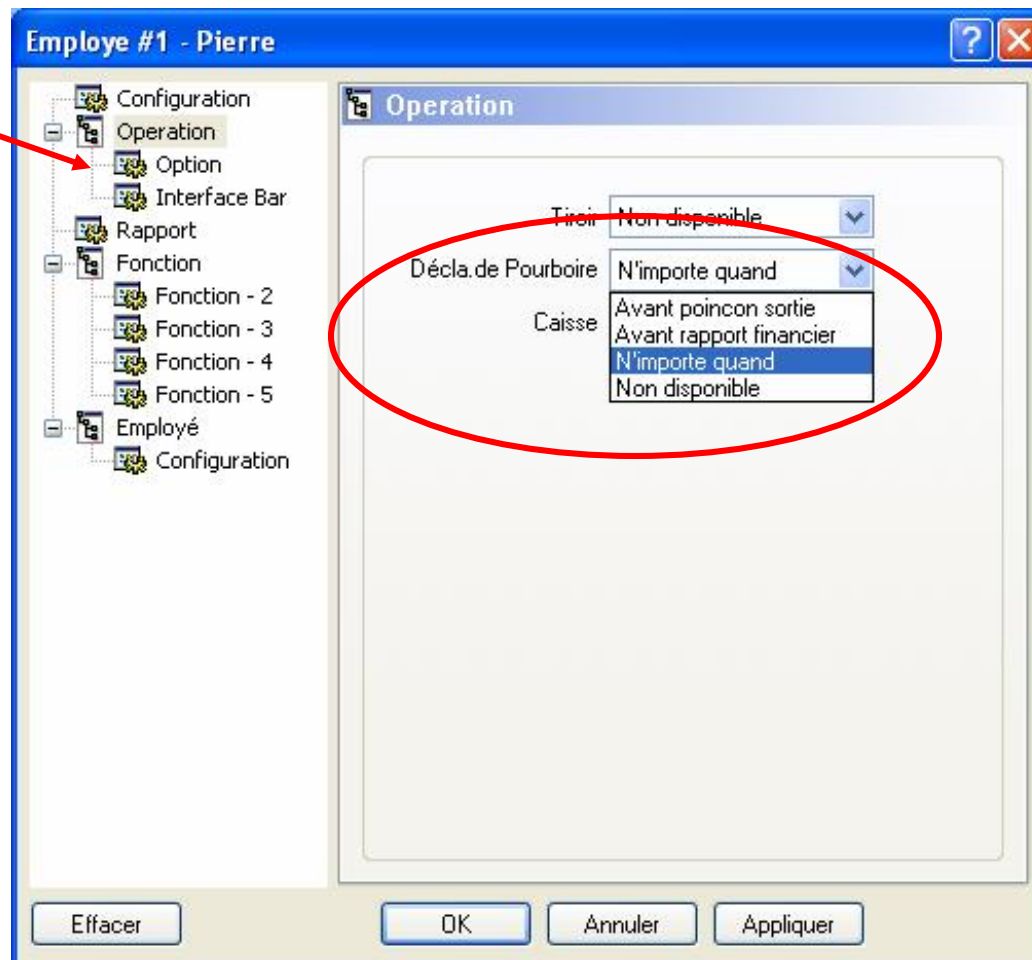 Employe #1 - Pierre
Configuration
Operation
Option
Interface Bar
Rapport
Fonction
Fonction - 2
Fonction - 3
Fonction - 4
Fonction - 5
Employé
Configuration
Operation
Tiroir Non disponible
Décla.de Pourboire N'importe quand
Caisse
Avant poincon sortie
Avant rapport financier
N'importe quand
Non disponible
Effacer OK Annuler Appliquer